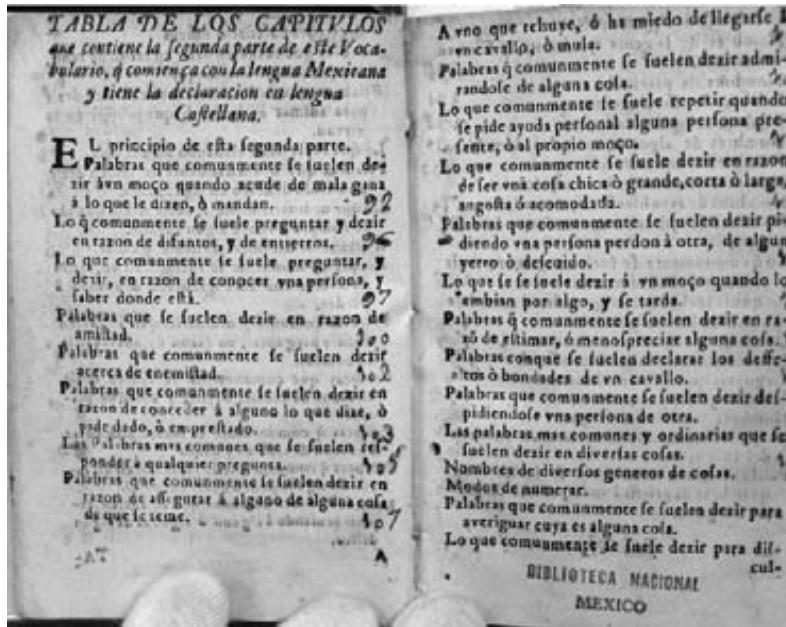 TABLA DE LOS CAPITVLOS
que contiene la segunda parte de este Voca-
bulario, q̃ comiença con la lengua Mexicana
y tiene la declaracion en lengua
Castellana.
EL principio de esta segunda parte.
Palabras que comunmente se suelen de-
zir à vn moço quando acude de mala gana
à lo que le dizen, ò mandan. 92
Lo q̃ comunmente se suele preguntar y dezir
en razon de difuntos, y de entierros. 96
Lo que comunmente se suele preguntar, y
dezir, en razon de conocer vna persona, y
saber donde està. 97
Palabras que se suelen dezir en razon de
amistad. 100
Palabras que comunmente se suelen dezir
acerca de enemistad. 102
Palabras que comunmente se suelen dezir en
razon de conceder à alguno lo que dize, ò
pide dado, ò emprestado. 103
Las Palabras mas comunes que se suelen res-
ponder à qualquier pregunta. 105
Palabras que comunmente se suelen dezir en
razon de assegurar à alguno de alguna cosa
de que se teme. 107
A
A vno que rehuye, ò ha miedo de llegarse
vn cavallo, ò mula.
Palabras q̃ comunmente se suelen dezir admi-
randose de alguna cosa.
Lo que comunmente se suele repetir quando
se pide ayuda personal alguna persona pre-
sente, ò al propio moço.
Lo que comunmente se suele dezir en razon
de ser vna cosa chica ò grande, corta ò larga,
angosta ó acomodada.
Palabras que comunmente se suelen dezir pi-
diendo vna persona perdon à otra, de algun
yerro ò descuido.
Lo que se se suele dezir à vn moço quando lo
embian por algo, y se tarda.
Palabras q̃ comunmente se suelen dezir en ra-
zõ de estimar, ó menospreciar alguna cosa.
Palabras conque se suelen declarar los deffe-
ctos ò bondades de vn cavallo.
Palabras que comunmente se suelen dezir des-
pidiendose vna persona de otra.
Las palabras mas comunes y ordinarias que se
suelen dezir en diversas cosas.
Nombres de diversos generos de cosas.
Modos de numerar.
Palabras que comunmente se suelen dezir para
averiguar cuya es alguna cosa.
Lo que comunmente se suele dezir para dif-
cul-
BIBLIOTECA NACIONAL
MEXICO